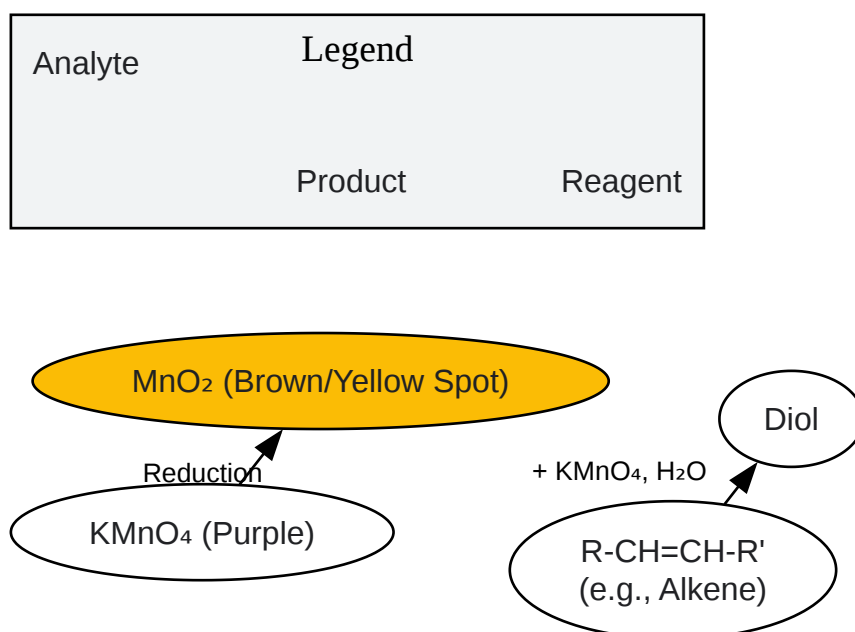 Legend
Analyte
Product
Reagent
MnO₂ (Brown/Yellow Spot)
Diol
Reduction
+ KMnO₄, H₂O
KMnO₄ (Purple)
R-CH=CH-R'
(e.g., Alkene)